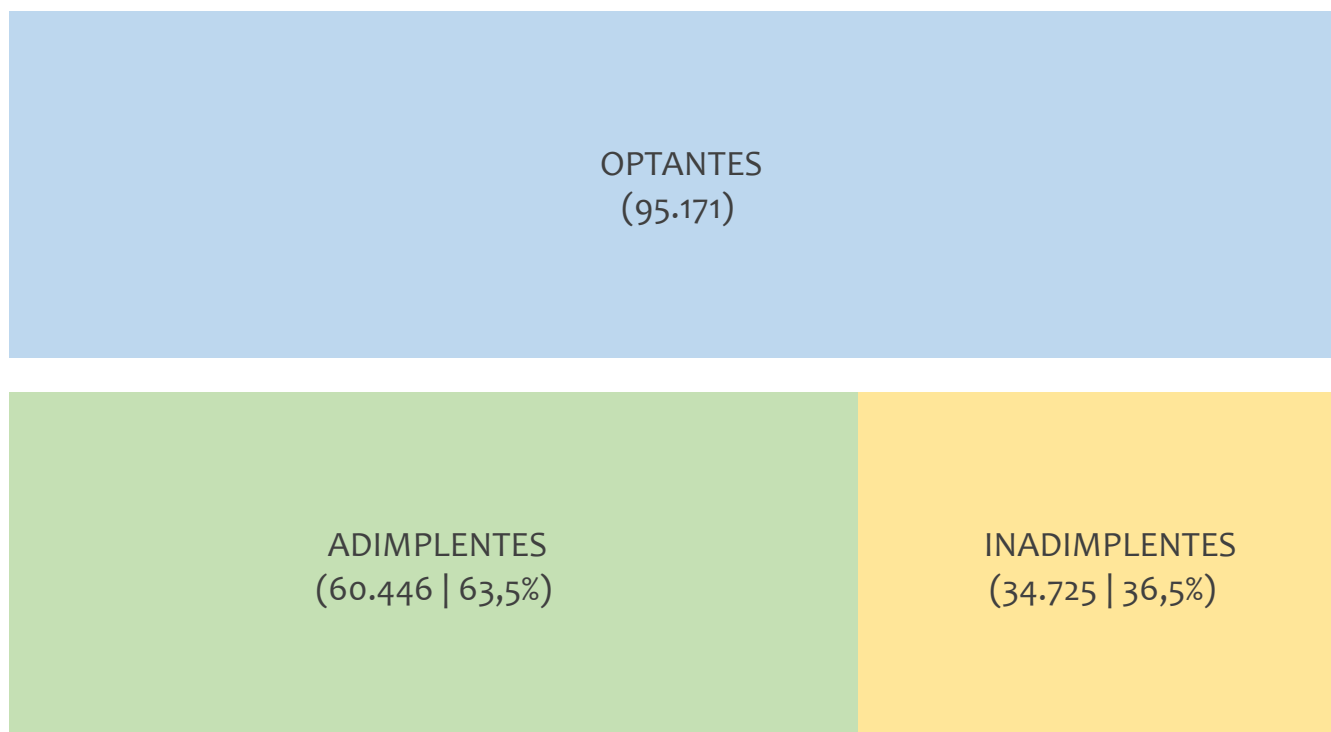 OPTANTES
(95.171)
ADIMPLENTES
(60.446 | 63,5%)
INADIMPLENTES
(34.725 | 36,5%)